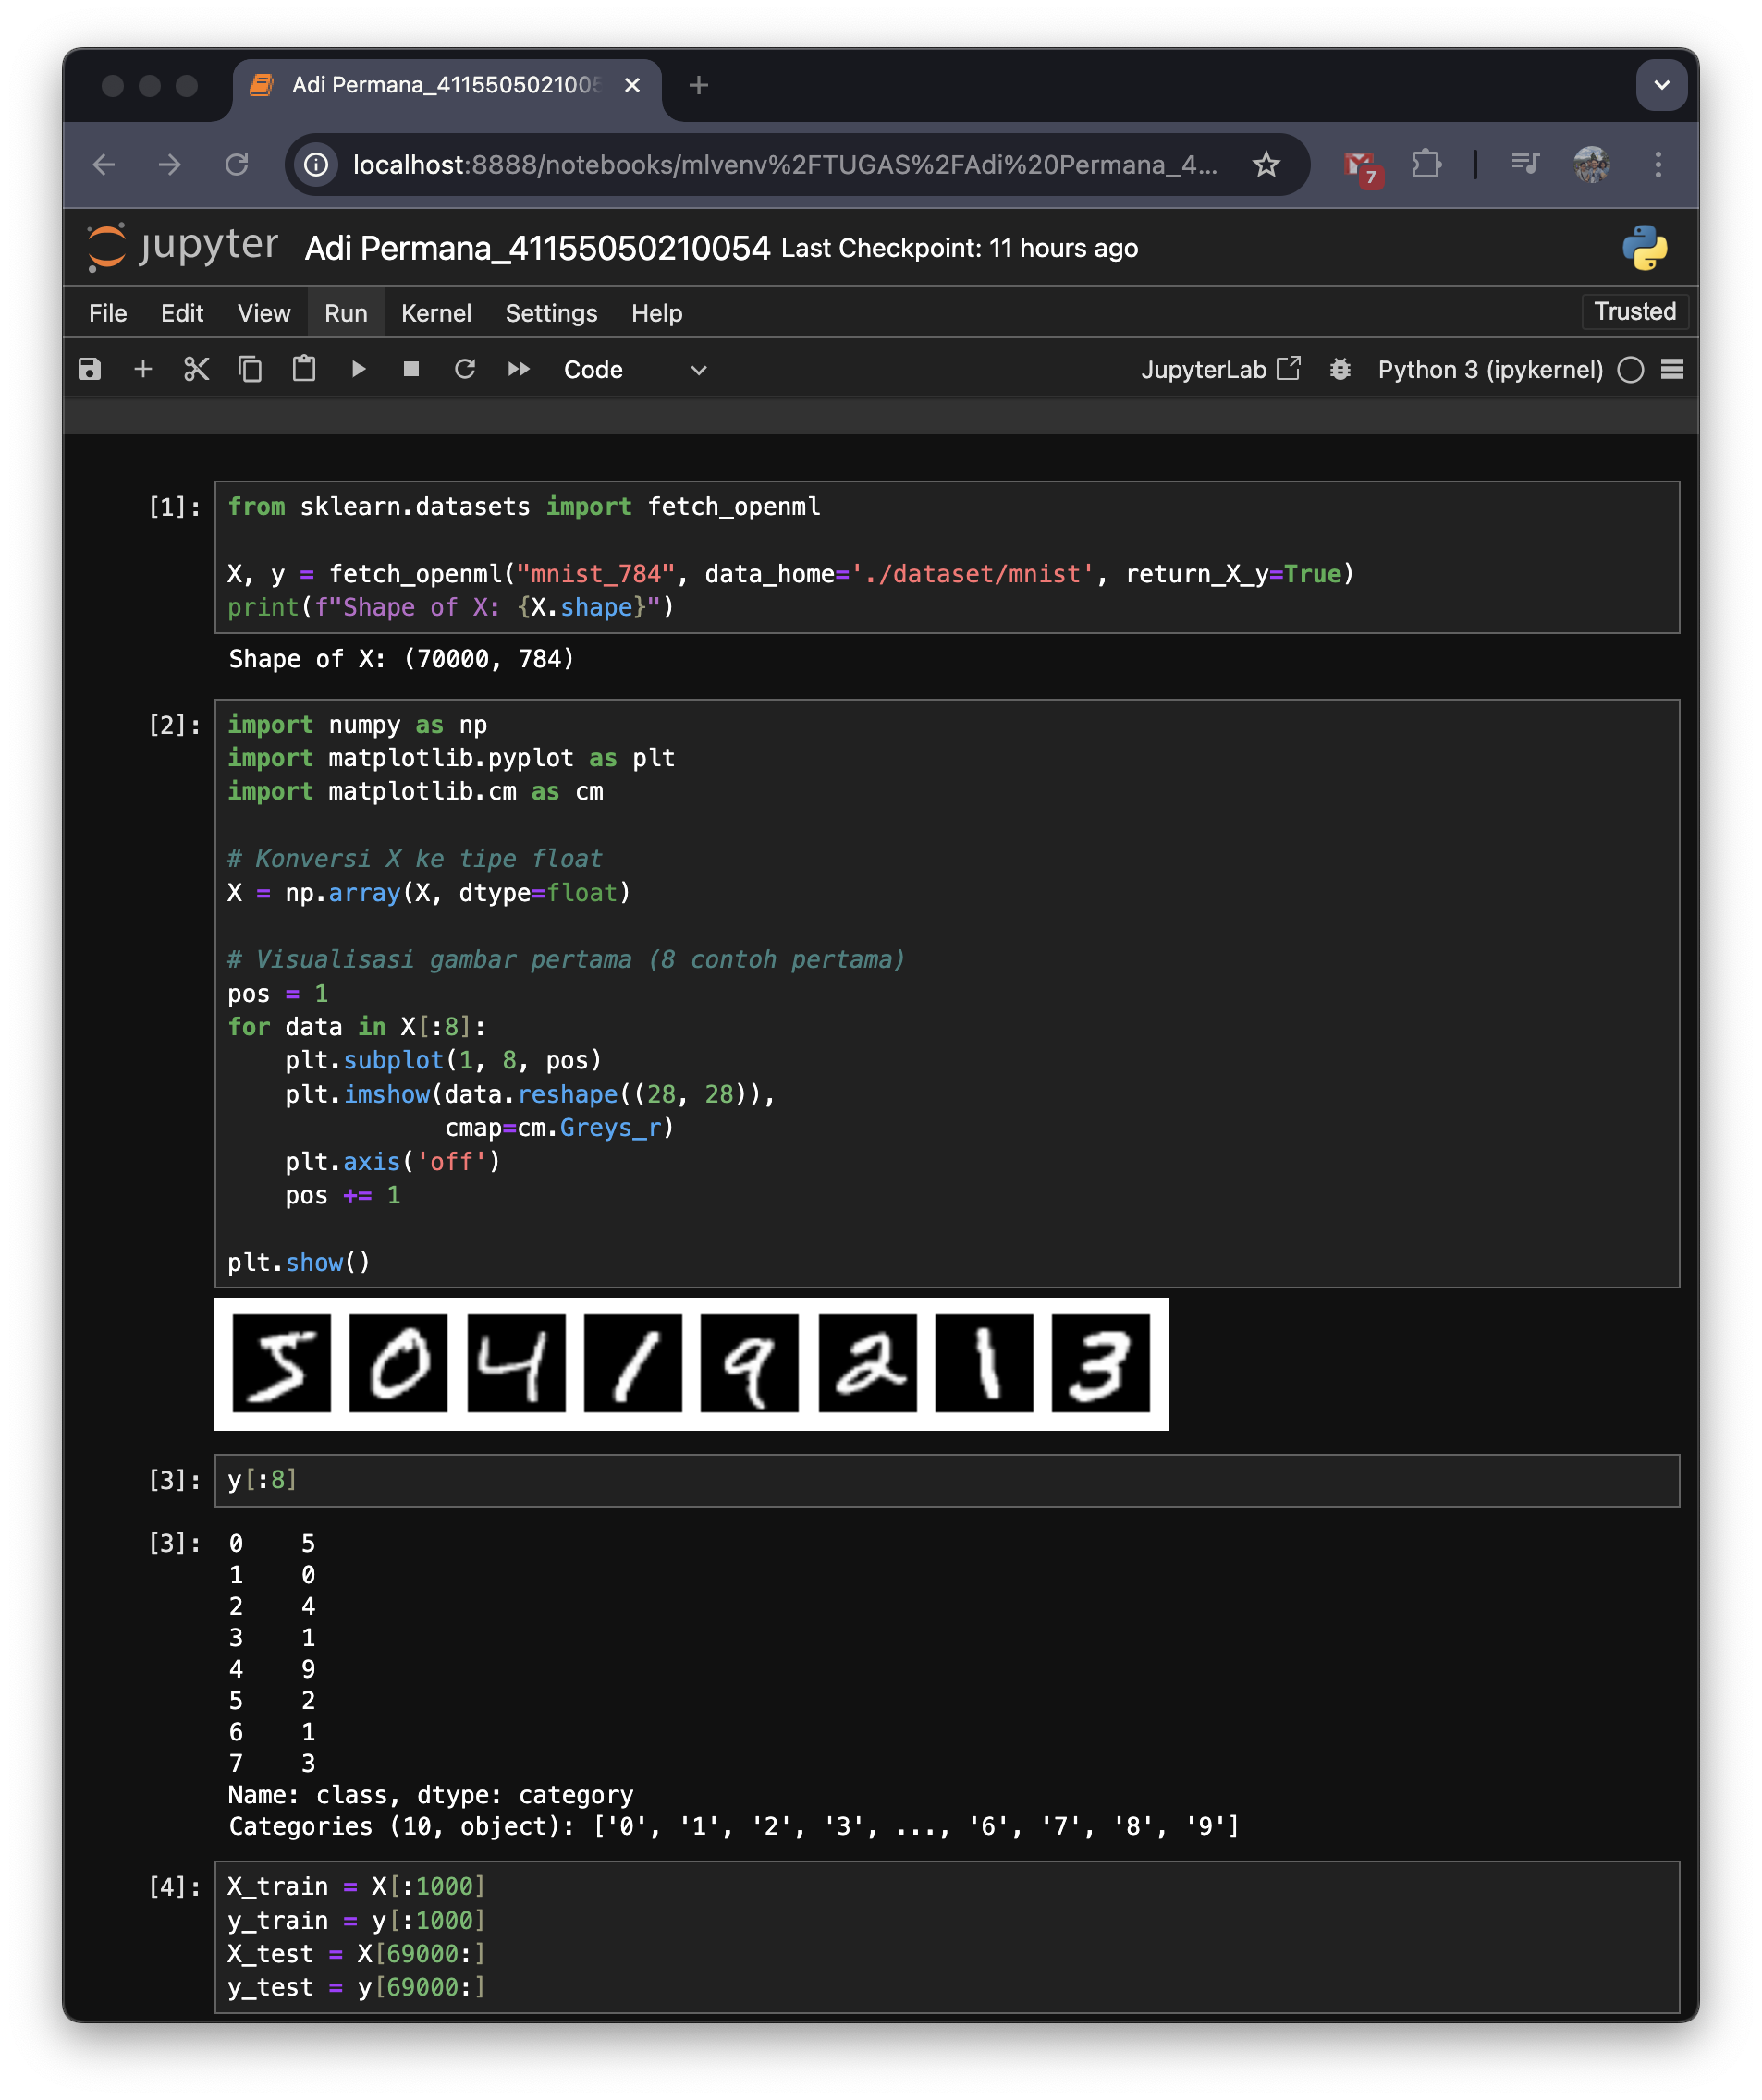 Adi Permana_4115505021005
localhost:8888/notebooks/mlvenv%2FTUGAS%2FAdi%20Permana_4...
7
jupyter Adi Permana_41155050210054 Last Checkpoint: 11 hours ago
File Edit View Run Kernel Settings Help Trusted
Code JupyterLab Python 3 (ipykernel)
[1]: from sklearn.datasets import fetch_openml
X, y = fetch_openml("mnist_784", data_home='./dataset/mnist', return_X_y=True)
print(f"Shape of X: {X.shape}")
Shape of X: (70000, 784)
[2]: import numpy as np
import matplotlib.pyplot as plt
import matplotlib.cm as cm
# Konversi X ke tipe float
X = np.array(X, dtype=float)
# Visualisasi gambar pertama (8 contoh pertama)
pos = 1
for data in X[:8]:
    plt.subplot(1, 8, pos)
    plt.imshow(data.reshape((28, 28)),
               cmap=cm.Greys_r)
    plt.axis('off')
    pos += 1
plt.show()
5 0 4 1 9 2 1 3
[3]: y[:8]
[3]: 0    5
1    0
2    4
3    1
4    9
5    2
6    1
7    3
Name: class, dtype: category
Categories (10, object): ['0', '1', '2', '3', ..., '6', '7', '8', '9']
[4]: X_train = X[:1000]
y_train = y[:1000]
X_test = X[69000:]
y_test = y[69000:]